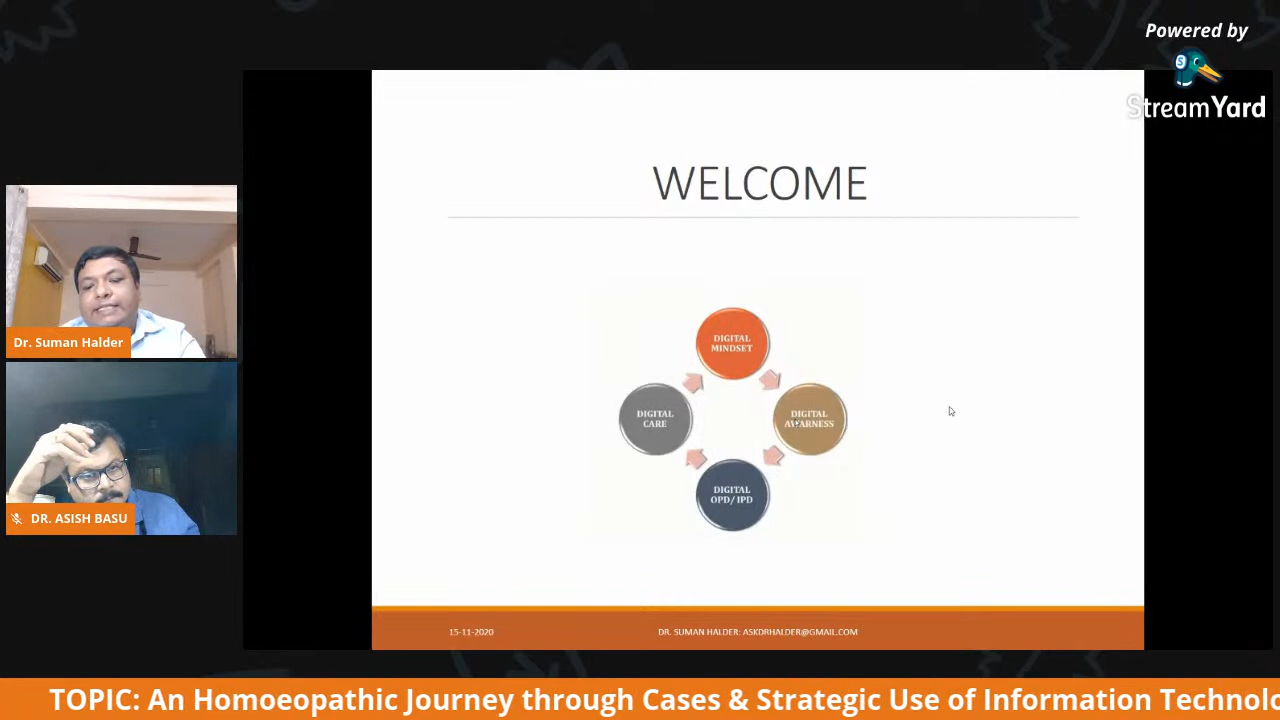 Powered by
StreamYard
WELCOME
DIGITAL
MINDSET
DIGITAL
CARE
DIGITAL
AWARNESS
DIGITAL
OPD/IPD
Dr. Suman Halder
DR. ASISH BASU
15-11-2020
DR. SUMAN HALDER: ASKDRHALDER@GMAIL.COM
TOPIC: An Homoeopathic Journey through Cases & Strategic Use of Information Technolo